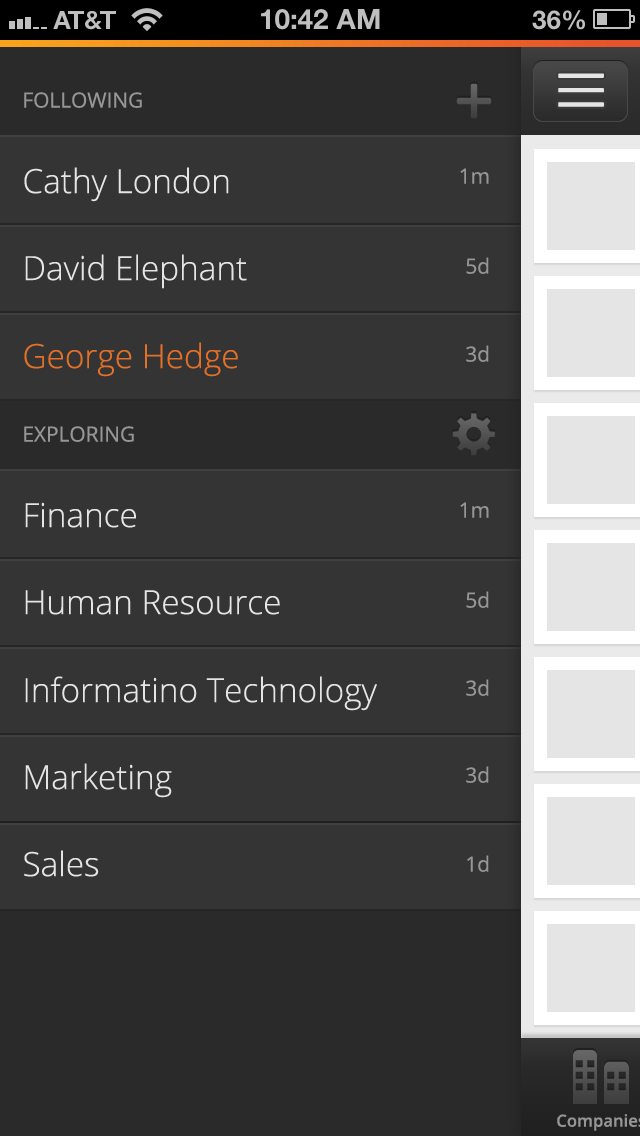 AT&T 10:42 AM 36%
FOLLOWING
Cathy London 1m
David Elephant 5d
George Hedge 3d
EXPLORING
Finance 1m
Human Resource 5d
Informatino Technology 3d
Marketing 3d
Sales 1d
Companies